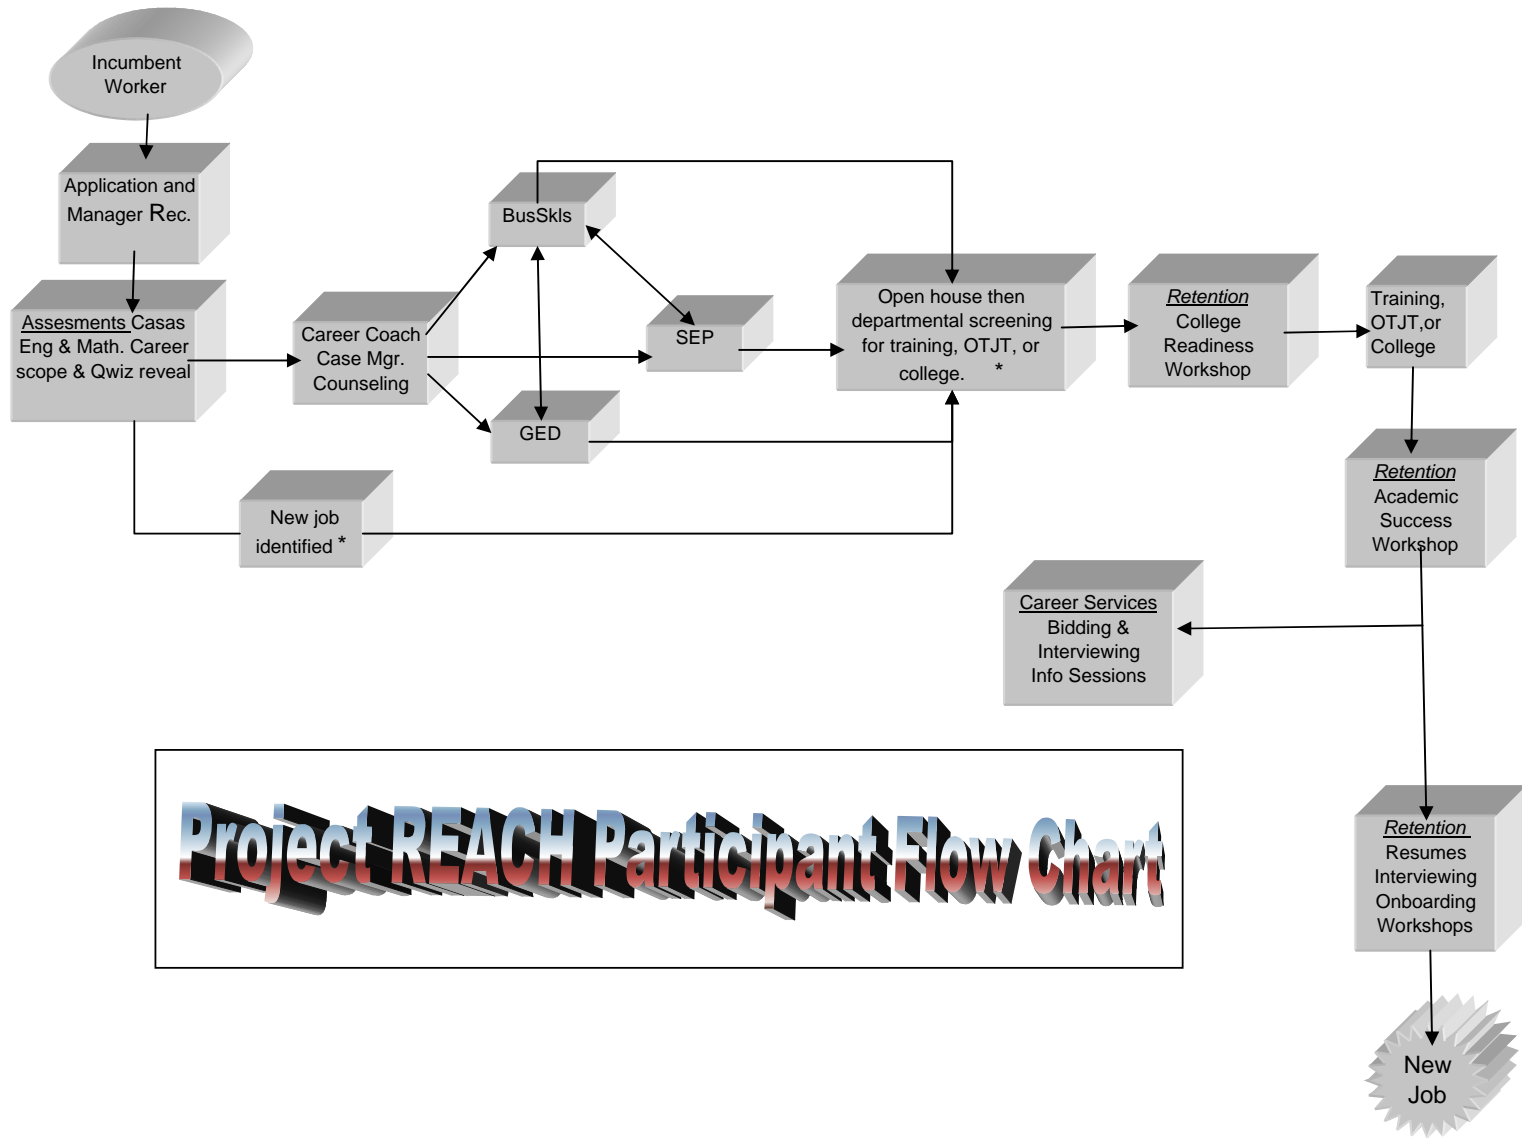 Incumbent
Worker
Application and
Manager Rec.
Assesments Casas
Eng & Math. Career
scope & Qwiz reveal
Career Coach
Case Mgr.
Counseling
BusSkls
SEP
GED
New job
identified *
Open house then
departmental screening
for training, OTJT, or
college. *
Retention
College
Readiness
Workshop
Training,
OTJT,or
College
Retention
Academic
Success
Workshop
Career Services
Bidding &
Interviewing
Info Sessions
Retention
Resumes
Interviewing
Onboarding
Workshops
New
Job
Project REACH Participant Flow Chart